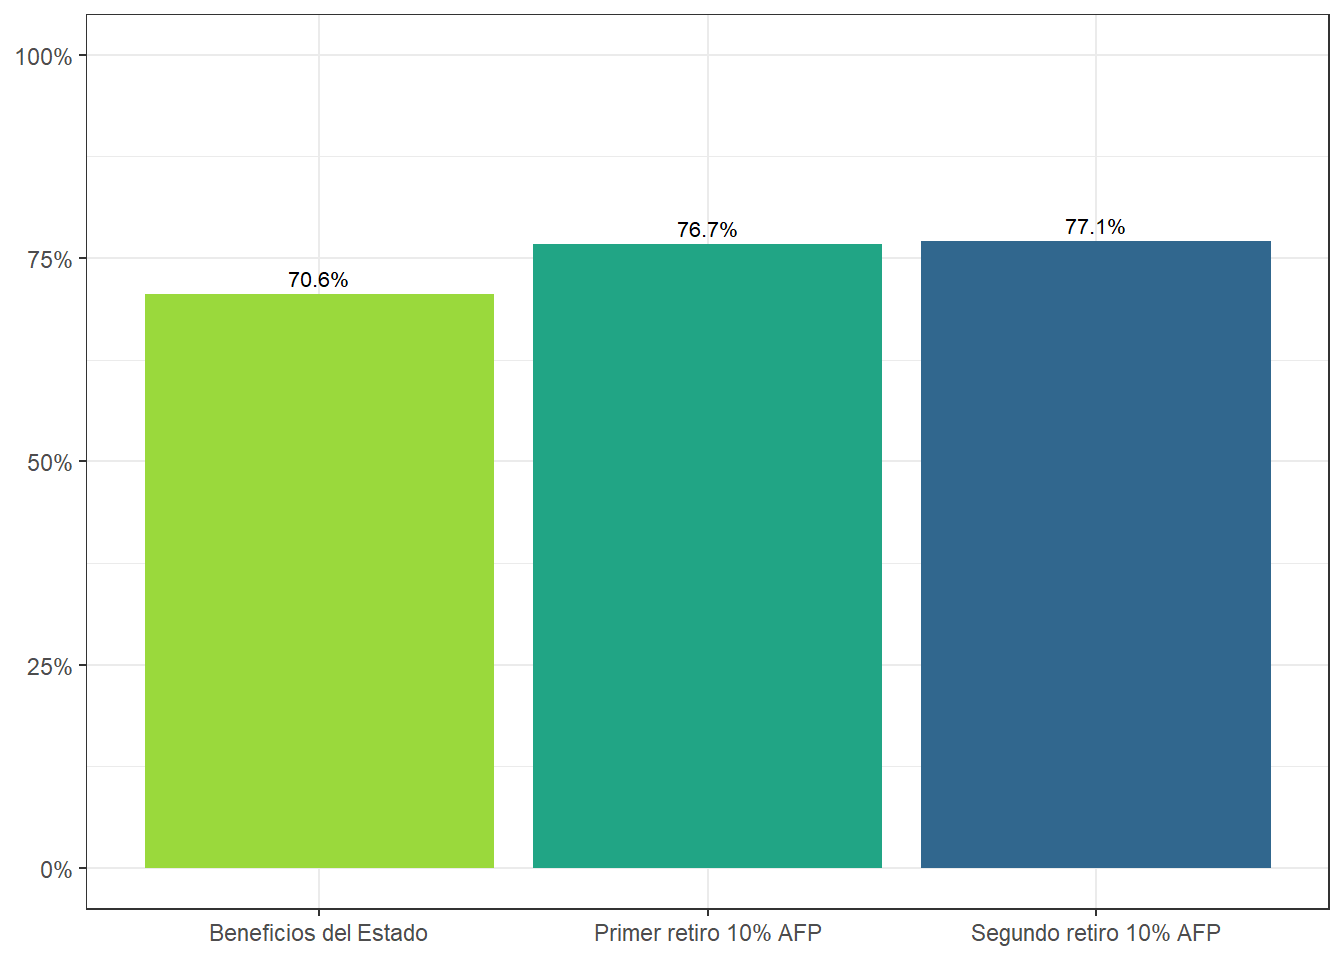 100%
75%
50%
25%
0%
70.6%
76.7%
77.1%
Beneficios del Estado
Primer retiro 10% AFP
Segundo retiro 10% AFP